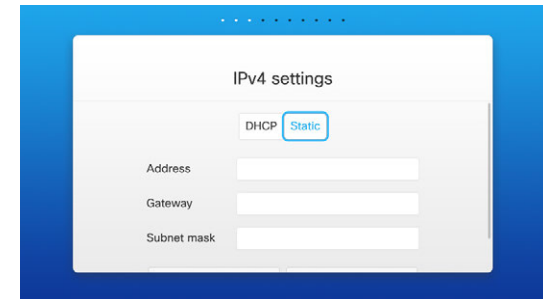 IPv4 settings
DHCP Static
Address
Gateway
Subnet mask